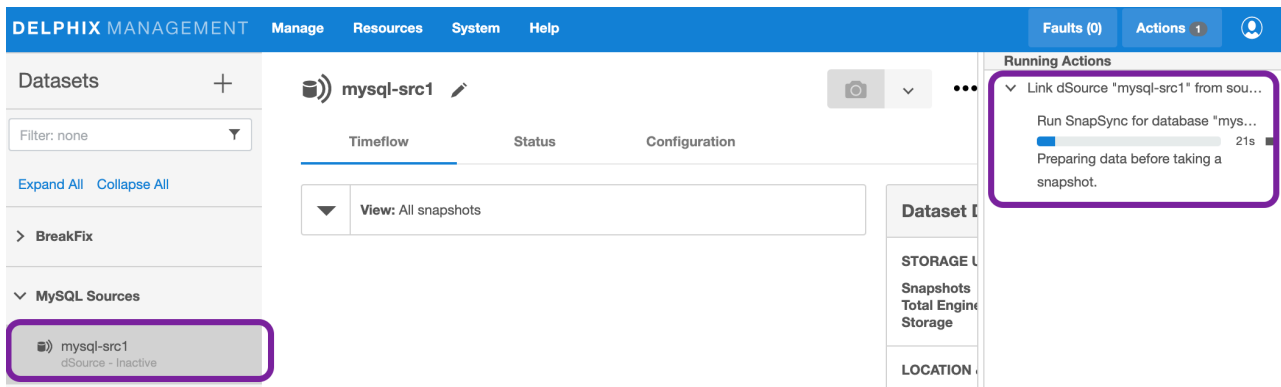 DELPHIX MANAGEMENT Manage Resources System Help Faults (0) Actions 1
Datasets
Filter: none
Expand All Collapse All
BreakFix
MySQL Sources
mysql-src1
dSource - Inactive
mysql-src1
Timeflow Status Configuration
View: All snapshots
Dataset D
STORAGE U
Snapshots
Total Engine
Storage
LOCATION
Running Actions
Link dSource "mysql-src1" from sou...
Run SnapSync for database "mys...
21s
Preparing data before taking a
snapshot.